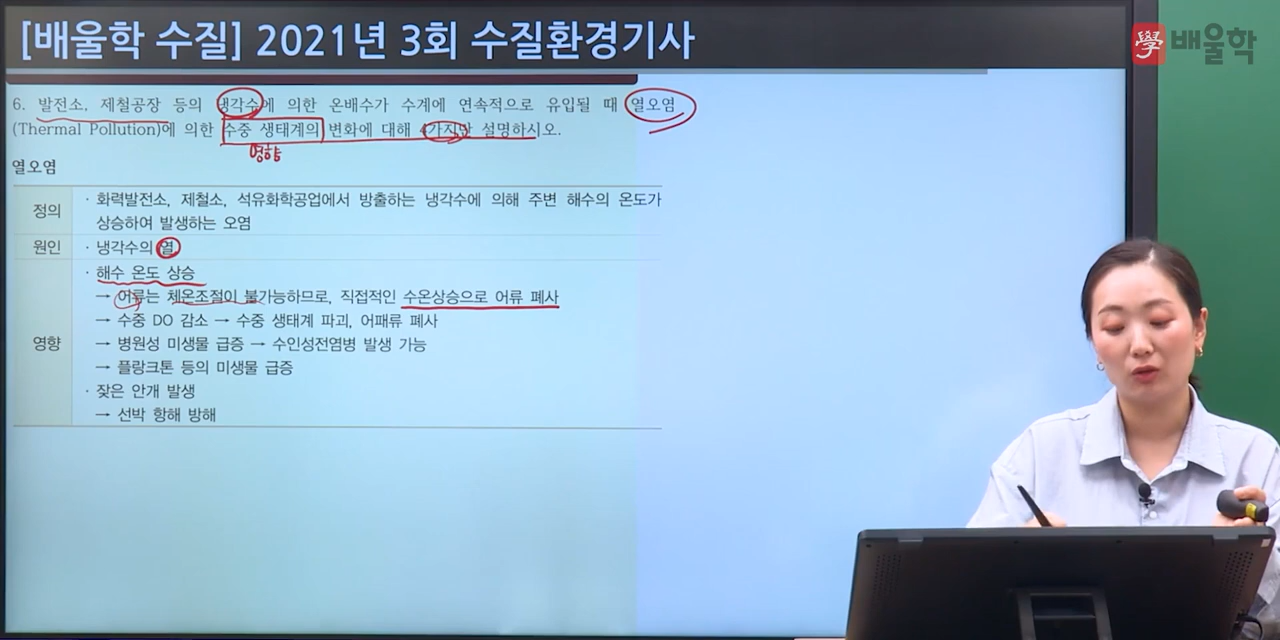 [배울학 수질] 2021년 3회 수질환경기사
學 배울학
6. 발전소, 제철공장 등의 냉각수에 의한 온배수가 수계에 연속적으로 유입될 때 열오염
(Thermal Pollution)에 의한 수중 생태계의 변화에 대해 4가지만 설명하시오.
영향
열오염
정의
· 화력발전소, 제철소, 석유화학공업에서 방출하는 냉각수에 의해 주변 해수의 온도가
상승하여 발생하는 오염
원인
· 냉각수의 열
영향
· 해수 온도 상승
→ 어류는 체온조절이 불가능하므로, 직접적인 수온상승으로 어류 폐사
→ 수중 DO 감소 → 수중 생태계 파괴, 어패류 폐사
→ 병원성 미생물 급증 → 수인성전염병 발생 가능
→ 플랑크톤 등의 미생물 급증
· 잦은 안개 발생
→ 선박 항해 방해